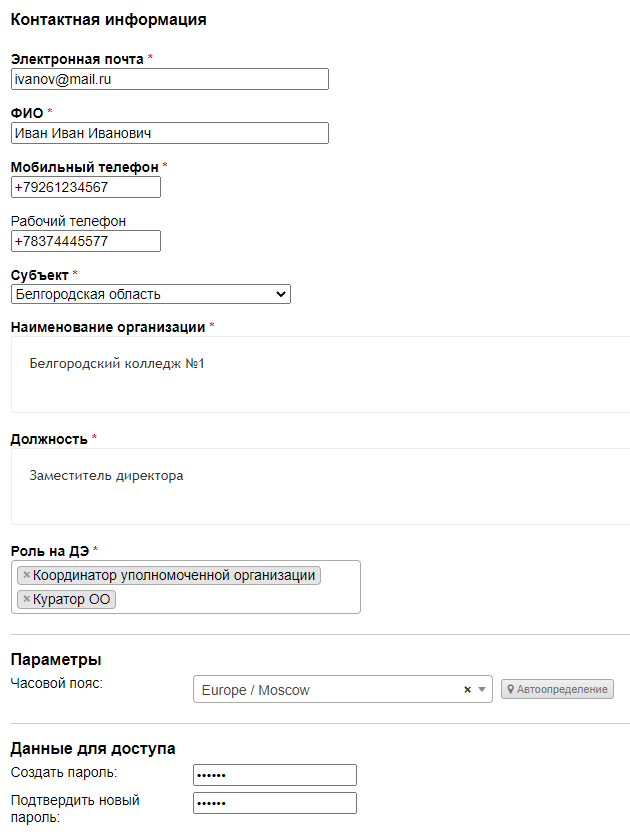 Контактная информация
Электронная почта *
ivanov@mail.ru
ФИО *
Иван Иван Иванович
Мобильный телефон *
+79261234567
Рабочий телефон
+78374445577
Субъект *
Белгородская область
Наименование организации *
Белгородский колледж №1
Должность *
Заместитель директора
Роль на ДЭ *
×Координатор уполномоченной организации
×Куратор ОО
Параметры
Часовой пояс:
Europe / Moscow × Автоопределение
Данные для доступа
Создать пароль: ••••••
Подтвердить новый ••••••
пароль: